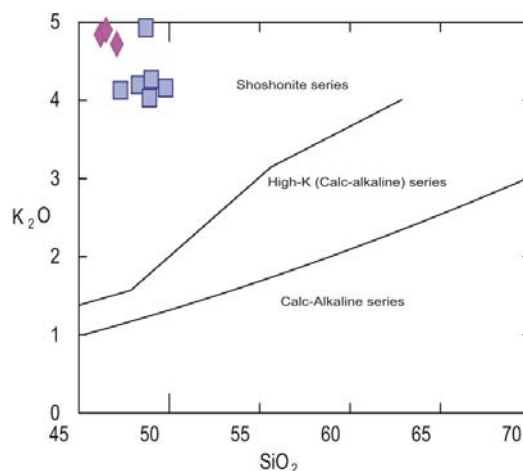 5
4
3
2
1
0
K2O
Shoshonite series
High-K (Calc-alkaline) series
Calc-Alkaline series
45 50 55 60 65 70
SiO2